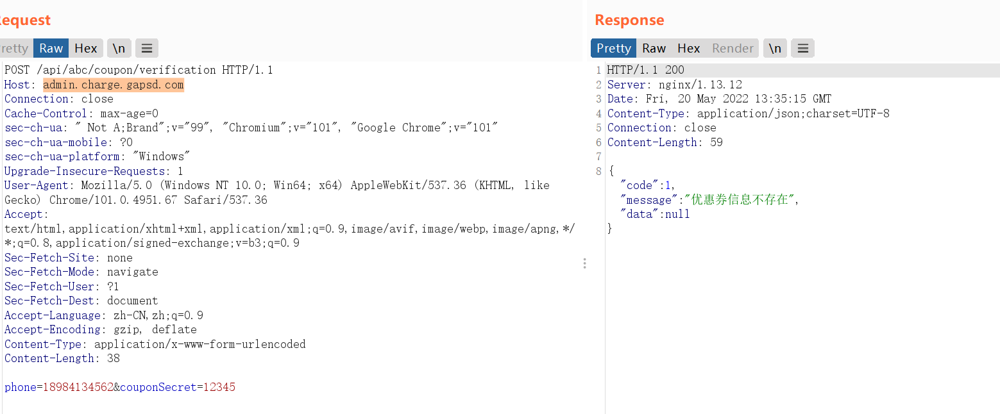 Request
Pretty Raw Hex \n
POST /api/abc/coupon/verification HTTP/1.1
Host: admin.charge.gapsd.com
Connection: close
Cache-Control: max-age=0
sec-ch-ua: " Not A;Brand";v="99", "Chromium";v="101", "Google Chrome";v="101"
sec-ch-ua-mobile: ?0
sec-ch-ua-platform: "Windows"
Upgrade-Insecure-Requests: 1
User-Agent: Mozilla/5.0 (Windows NT 10.0; Win64; x64) AppleWebKit/537.36 (KHTML, like
Gecko) Chrome/101.0.4951.67 Safari/537.36
Accept:
text/html,application/xhtml+xml,application/xml;q=0.9,image/avif,image/webp,image/apng,*/
*;q=0.8,application/signed-exchange;v=b3;q=0.9
Sec-Fetch-Site: none
Sec-Fetch-Mode: navigate
Sec-Fetch-User: ?1
Sec-Fetch-Dest: document
Accept-Language: zh-CN,zh;q=0.9
Accept-Encoding: gzip, deflate
Content-Type: application/x-www-form-urlencoded
Content-Length: 38
phone=18984134562&couponSecret=12345
Response
Pretty Raw Hex Render \n
1 HTTP/1.1 200
2 Server: nginx/1.13.12
3 Date: Fri, 20 May 2022 13:35:15 GMT
4 Content-Type: application/json;charset=UTF-8
5 Connection: close
6 Content-Length: 59
7
8 {
"code":1,
"message":"优惠券信息不存在",
"data":null
}